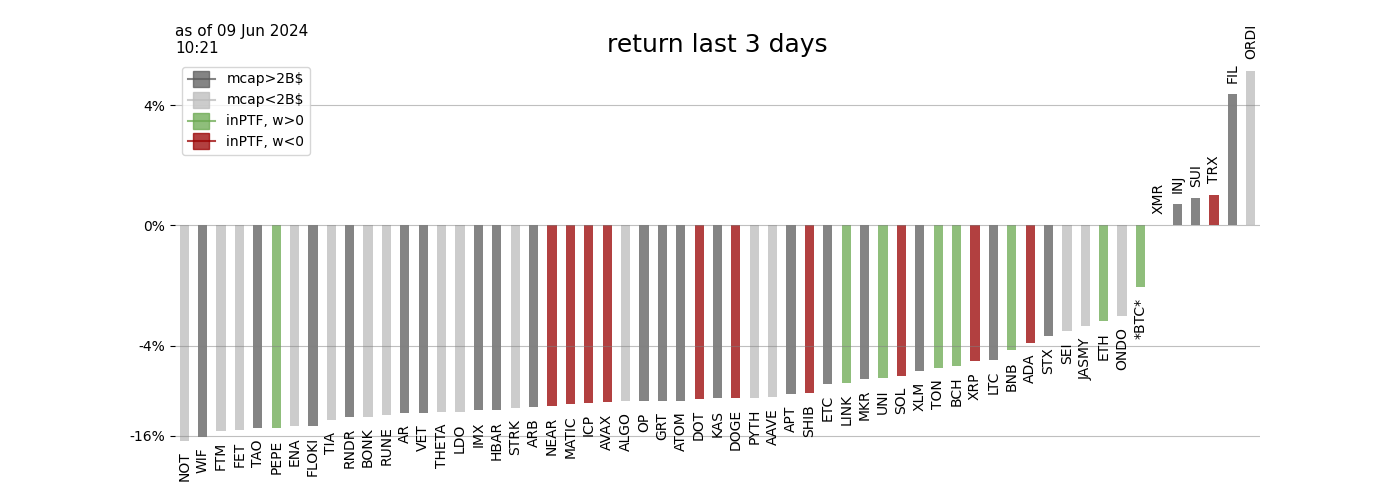 as of 09 Jun 2024
10:21
return last 3 days
mcap>2B$
mcap<2B$
inPTF, w>0
inPTF, w<0
4%
0%
-4%
-16%
NOT
WIF
FTM
FET
TAO
PEPE
ENA
FLOKI
TIA
RNDR
BONK
RUNE
AR
VET
THETA
LDO
IMX
HBAR
STRK
ARB
NEAR
MATIC
ICP
AVAX
ALGO
OP
GRT
ATOM
DOT
KAS
DOGE
PYTH
AAVE
APT
SHIB
ETC
LINK
MKR
UNI
SOL
XLM
TON
BCH
XRP
LTC
BNB
ADA
STX
SEI
JASMY
ETH
ONDO
*BTC*
XMR
INJ
SUI
TRX
FIL
ORDI